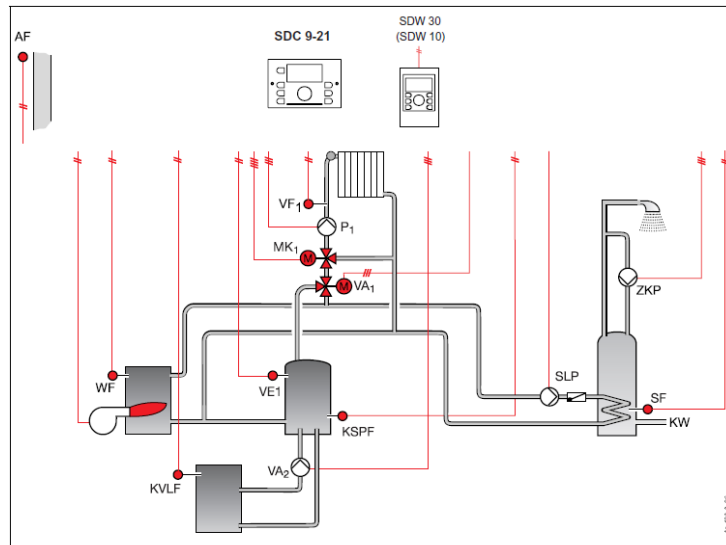 AF
SDC 9-21
SDW 30
(SDW 10)
VF1
P1
MK1
M
M
VA1
ZKP
WF
VE1
SLP
SF
KSPF
KW
VA2
KVLF